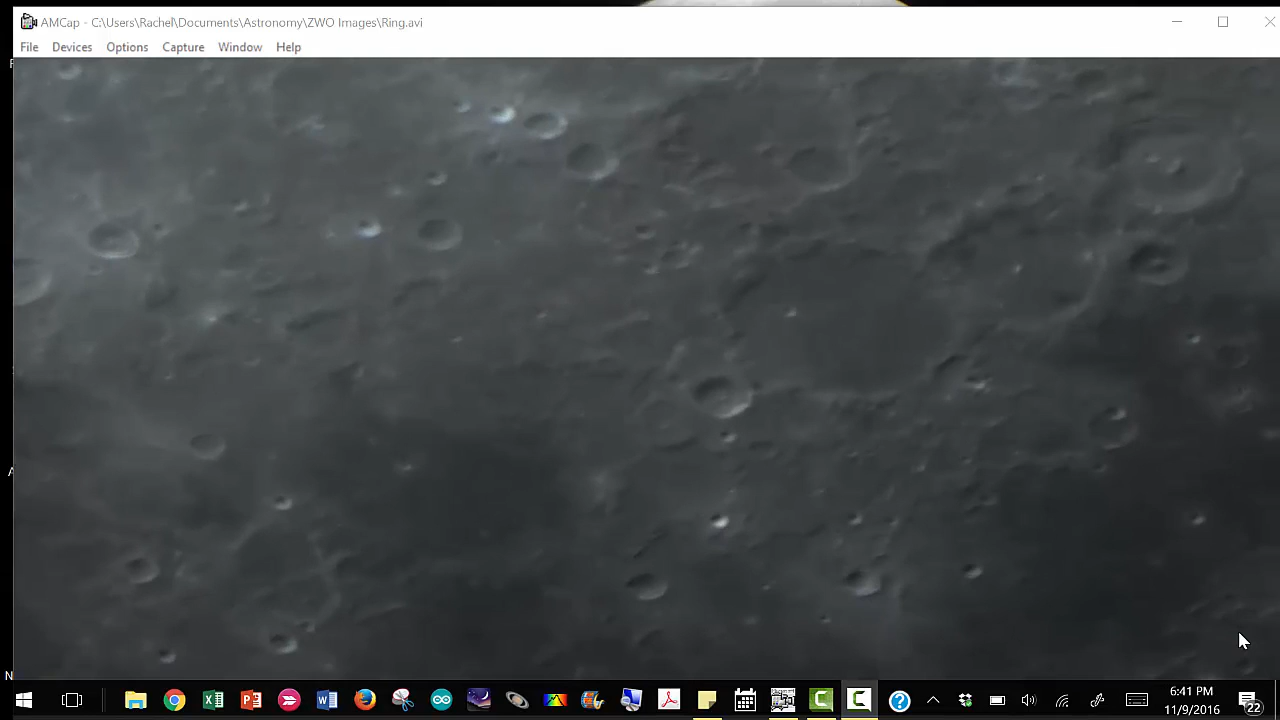 AMCap - C:\Users\Rachel\Documents\Astronomy\ZWO Images\Ring.avi
File Devices Options Capture Window Help
6:41 PM
11/9/2016
22